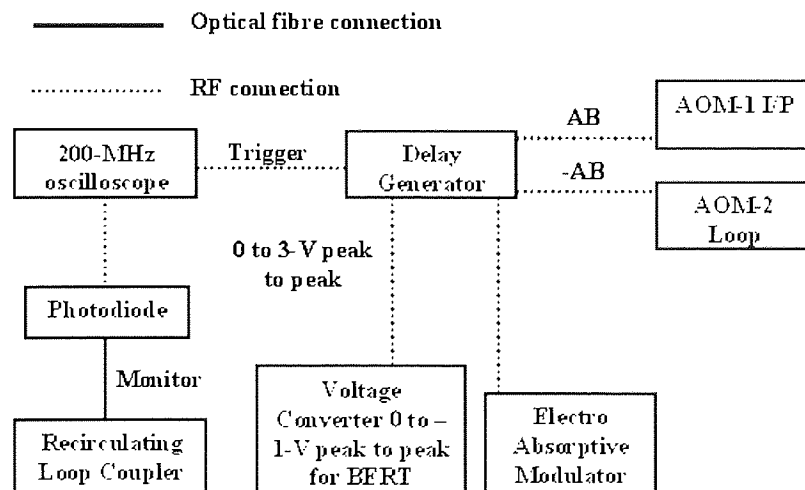 Optical fibre connection
RF connection
AB
AOM-1 I/P
200-MHz
oscilloscope
Trigger
Delay
Generator
-AB
AOM-2
Loop
0 to 3-V peak
to peak
Photodiode
Monitor
Recirculating
Loop Coupler
Voltage
Converter 0 to –
1-V peak to peak
for BERT
Electro
Absorptive
Modulator